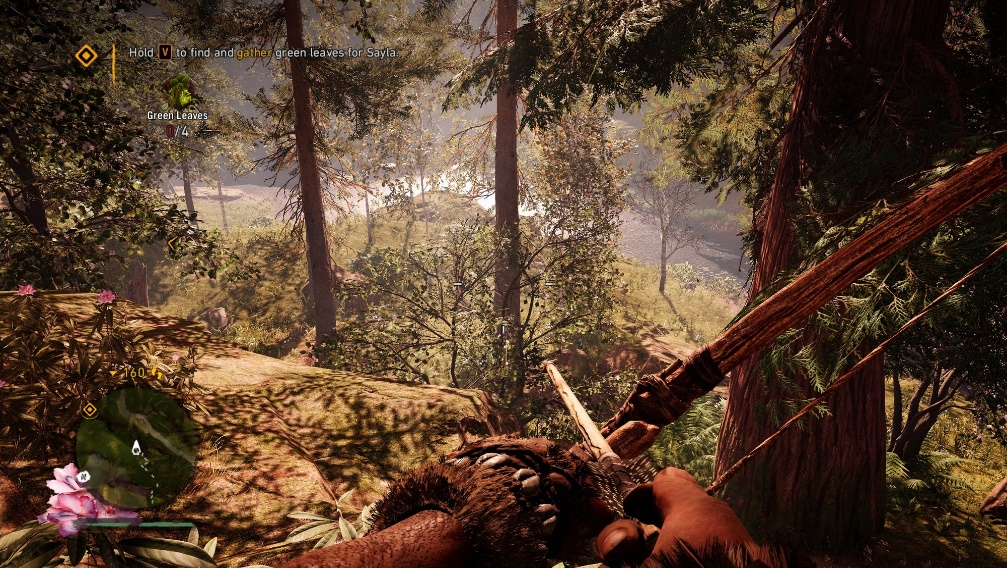 Hold V to find and gather green leaves for Sayla.
Green Leaves
0/4
160